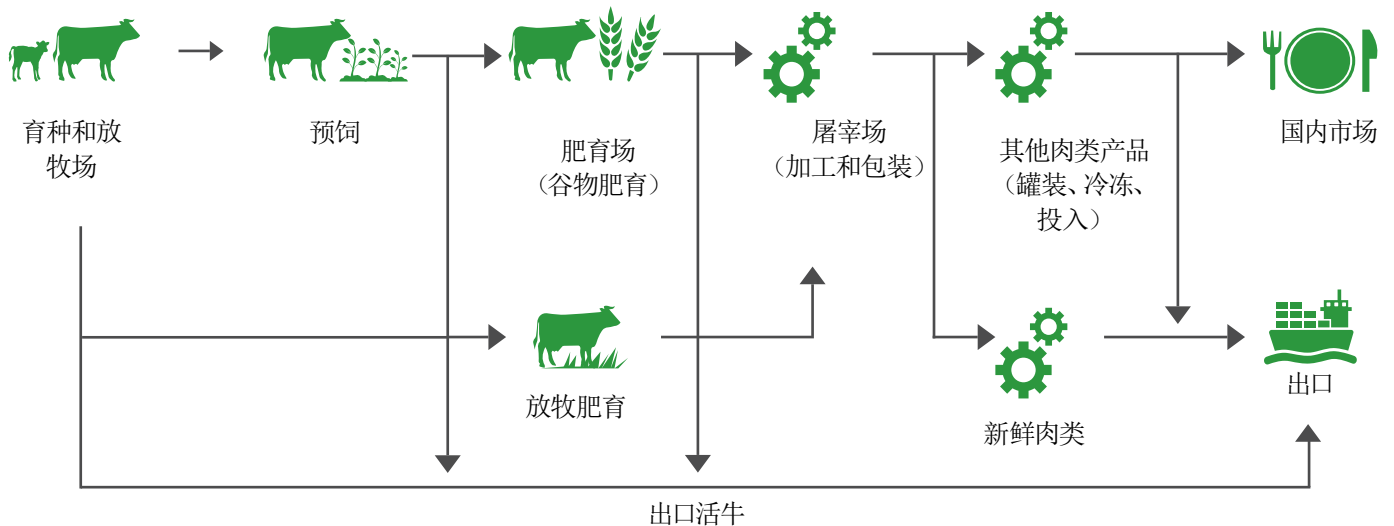 育种和放
牧场
预饲
肥育场
（谷物肥育）
屠宰场
（加工和包装）
其他肉类产品
（罐装、冷冻、
投入）
国内市场
放牧肥育
新鲜肉类
出口
出口活牛